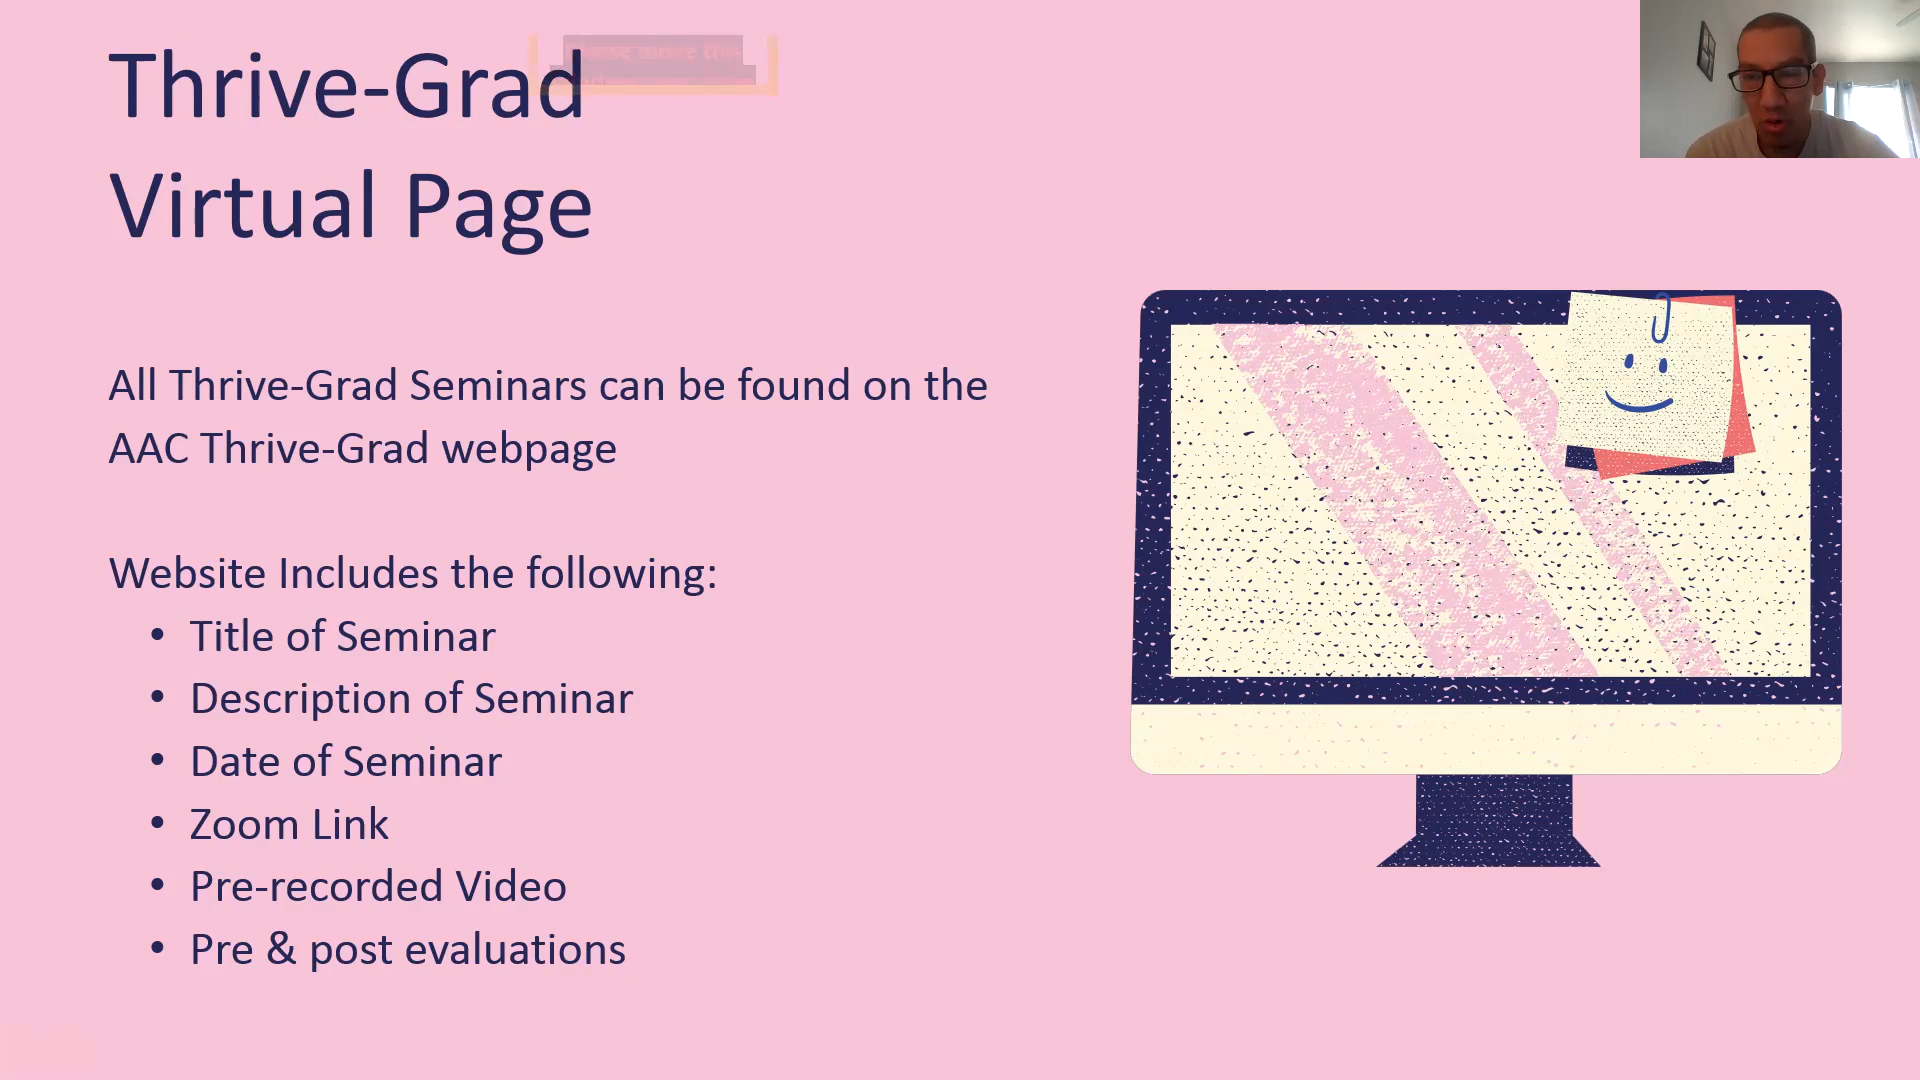 Thrive-Grad
Virtual Page
All Thrive-Grad Seminars can be found on the
AAC Thrive-Grad webpage
Website Includes the following:
• Title of Seminar
• Description of Seminar
• Date of Seminar
• Zoom Link
• Pre-recorded Video
• Pre & post evaluations